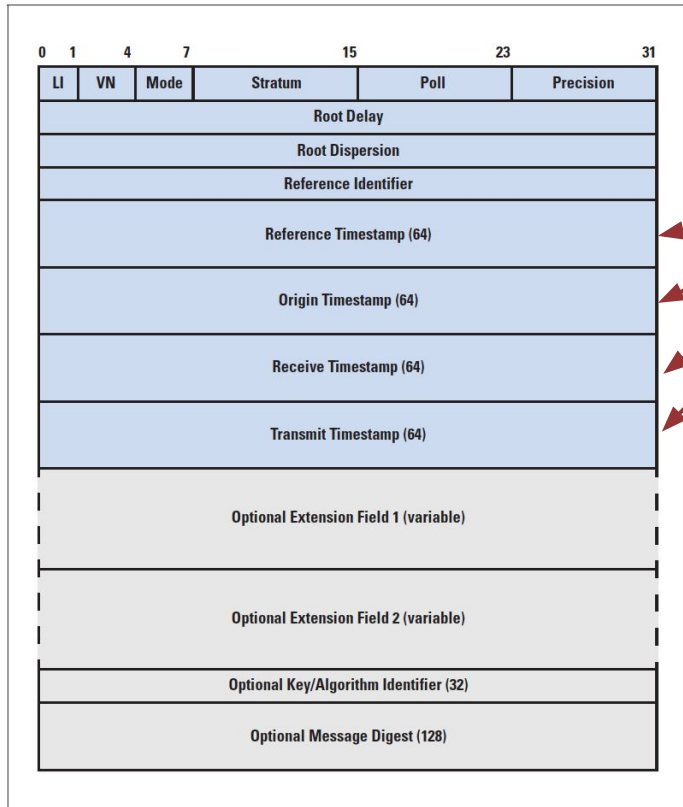 0 1 4 7 15 23 31
LI VN Mode Stratum Poll Precision
Root Delay
Root Dispersion
Reference Identifier
Reference Timestamp (64)
Origin Timestamp (64)
Receive Timestamp (64)
Transmit Timestamp (64)
Optional Extension Field 1 (variable)
Optional Extension Field 2 (variable)
Optional Key/Algorithm Identifier (32)
Optional Message Digest (128)